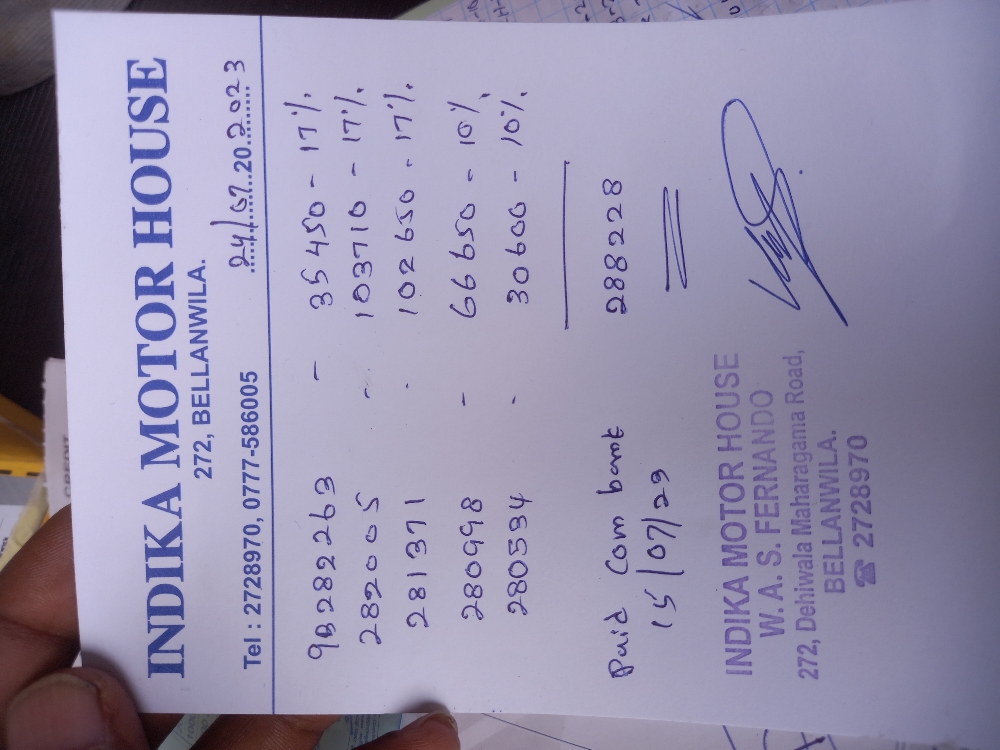 INDIKA MOTOR HOUSE
272, BELLANWILA.
Tel : 2728970, 0777-586005 24/07.2023
9B282263 - 35450 - 17%
282005 - 103710 - 17%
281371 - 102650 - 17%
280998 - 66650 - 10%
280534 - 30600 - 10%
Paid Com bank 288228
15/07/23
INDIKA MOTOR HOUSE
W. A. S. FERNANDO
272, Dehiwala Maharagama Road,
BELLANWILA.
☎ 2728970
CREDIT